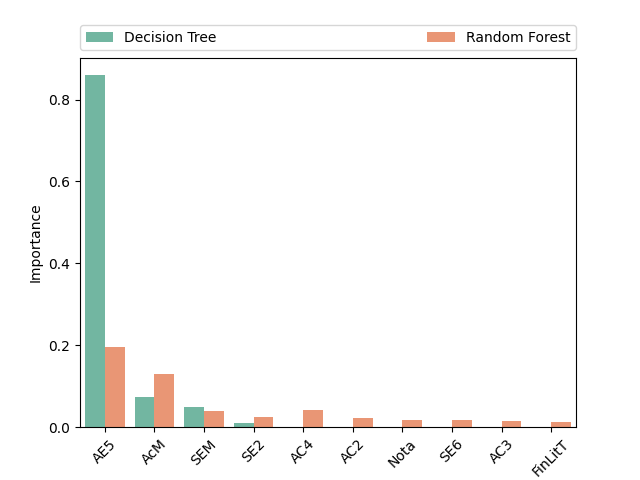 Decision Tree Random Forest
0.8
0.6
0.4
0.2
0.0
Importance
AE5 AcM SEM SE2 AC4 AC2 Nota SE6 AC3 FinLitT